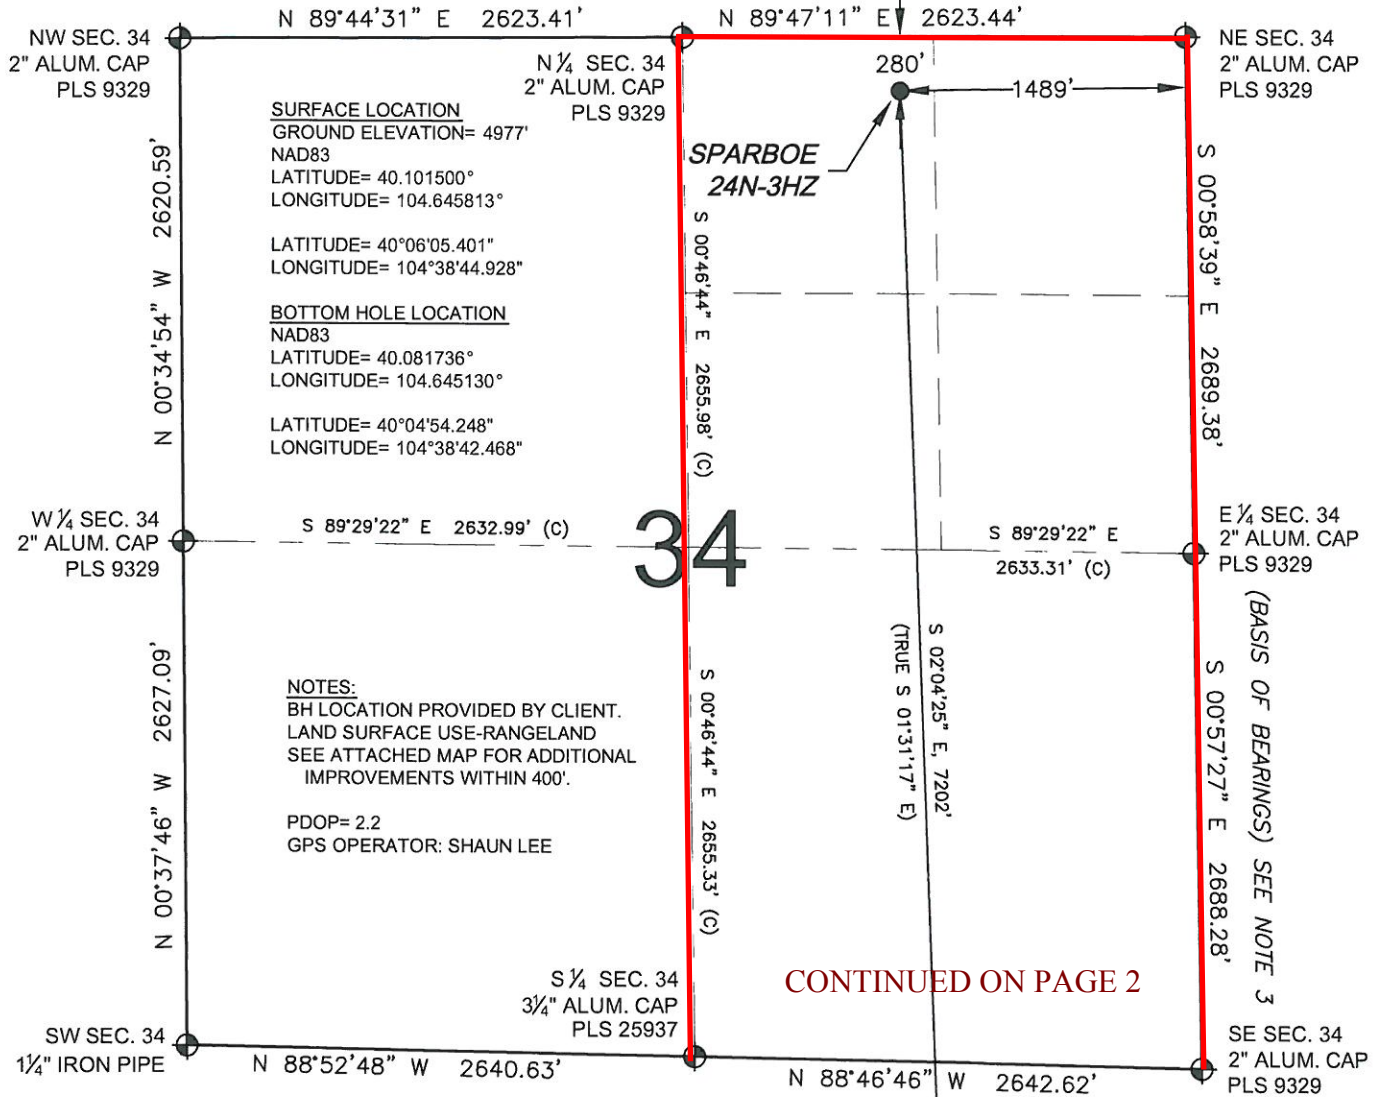 N 89°44'31" E 2623.41'
N 89°47'11" E 2623.44'
NW SEC. 34
2" ALUM. CAP
PLS 9329
N ¼ SEC. 34
2" ALUM. CAP
PLS 9329
NE SEC. 34
2" ALUM. CAP
PLS 9329
280'
1489'
SPARBOE
24N-3HZ
SURFACE LOCATION
GROUND ELEVATION= 4977'
NAD83
LATITUDE= 40.101500°
LONGITUDE= 104.645813°
LATITUDE= 40°06'05.401"
LONGITUDE= 104°38'44.928"
BOTTOM HOLE LOCATION
NAD83
LATITUDE= 40.081736°
LONGITUDE= 104.645130°
LATITUDE= 40°04'54.248"
LONGITUDE= 104°38'42.468"
N 00°34'54" W 2620.59'
S 00°46'44" E 2655.98' (C)
S 00°58'39" E 2689.38'
W ¼ SEC. 34
2" ALUM. CAP
PLS 9329
S 89°29'22" E 2632.99' (C)
34
S 89°29'22" E
2633.31' (C)
E ¼ SEC. 34
2" ALUM. CAP
PLS 9329
N 00°37'46" W 2627.09'
NOTES:
BH LOCATION PROVIDED BY CLIENT.
LAND SURFACE USE-RANGELAND
SEE ATTACHED MAP FOR ADDITIONAL
IMPROVEMENTS WITHIN 400'.
PDOP= 2.2
GPS OPERATOR: SHAUN LEE
S 00°46'44" E 2655.33' (C)
S 02°04'25" E, 7202'
(TRUE S 01°31'17" E)
S 00°57'27" E 2688.28'
(BASIS OF BEARINGS) SEE NOTE 3
S ¼ SEC. 34
3¼" ALUM. CAP
PLS 25937
CONTINUED ON PAGE 2
SW SEC. 34
1¼" IRON PIPE
N 88°52'48" W 2640.63'
N 88°46'46" W 2642.62'
SE SEC. 34
2" ALUM. CAP
PLS 9329